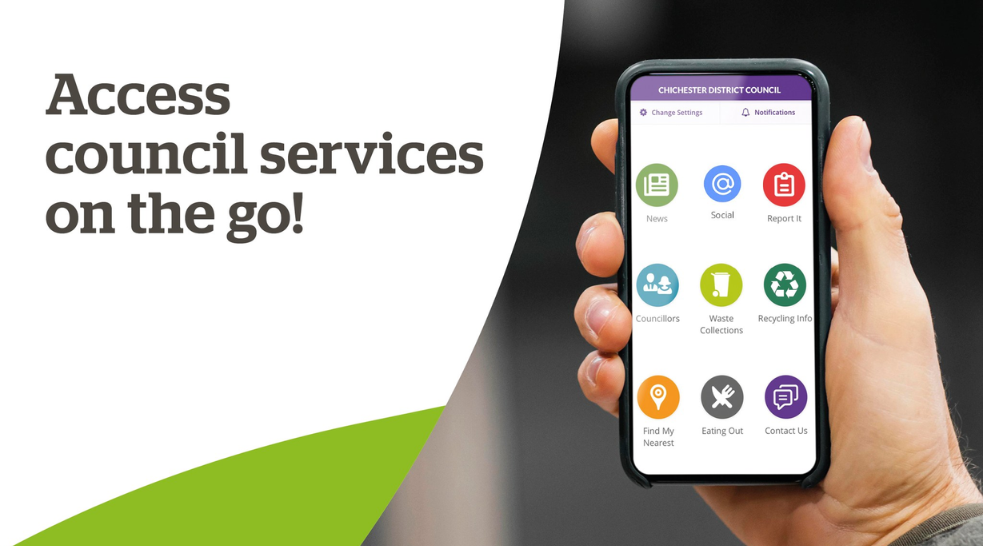 Access
council services
on the go!
CHICHESTER DISTRICT COUNCIL
Change Settings
Notifications
News
Social
Report It
Councillors
Waste
Collections
Recycling Info
Find My
Nearest
Eating Out
Contact Us